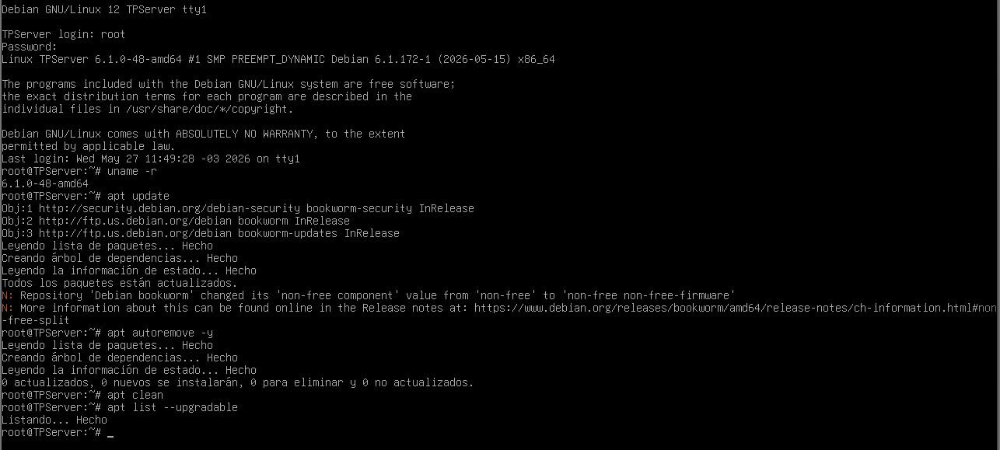 Debian GNU/Linux 12 TPServer tty1
TPServer login: root
Password:
Linux TPServer 6.1.0-48-amd64 #1 SMP PREEMPT_DYNAMIC Debian 6.1.172-1 (2026-05-15) x86_64
The programs included with the Debian GNU/Linux system are free software;
the exact distribution terms for each program are described in the
individual files in /usr/share/doc/*/copyright.
Debian GNU/Linux comes with ABSOLUTELY NO WARRANTY, to the extent
permitted by applicable law.
Last login: Wed May 27 11:49:28 -03 2026 on tty1
root@TPServer:~# uname -r
6.1.0-48-amd64
root@TPServer:~# apt update
Obj:1 http://security.debian.org/debian-security bookworm-security InRelease
Obj:2 http://ftp.us.debian.org/debian bookworm InRelease
Obj:3 http://ftp.us.debian.org/debian bookworm-updates InRelease
Leyendo lista de paquetes... Hecho
Creando árbol de dependencias... Hecho
Leyendo la información de estado... Hecho
Todos los paquetes están actualizados.
N: Repository 'Debian bookworm' changed its 'non-free component' value from 'non-free' to 'non-free non-free-firmware'
N: More information about this can be found online in the Release notes at: https://www.debian.org/releases/bookworm/amd64/release-notes/ch-information.html#non
-free-split
root@TPServer:~# apt autoremove -y
Leyendo lista de paquetes... Hecho
Creando árbol de dependencias... Hecho
Leyendo la información de estado... Hecho
0 actualizados, 0 nuevos se instalarán, 0 para eliminar y 0 no actualizados.
root@TPServer:~# apt clean
root@TPServer:~# apt list --upgradable
Listando... Hecho
root@TPServer:~# _